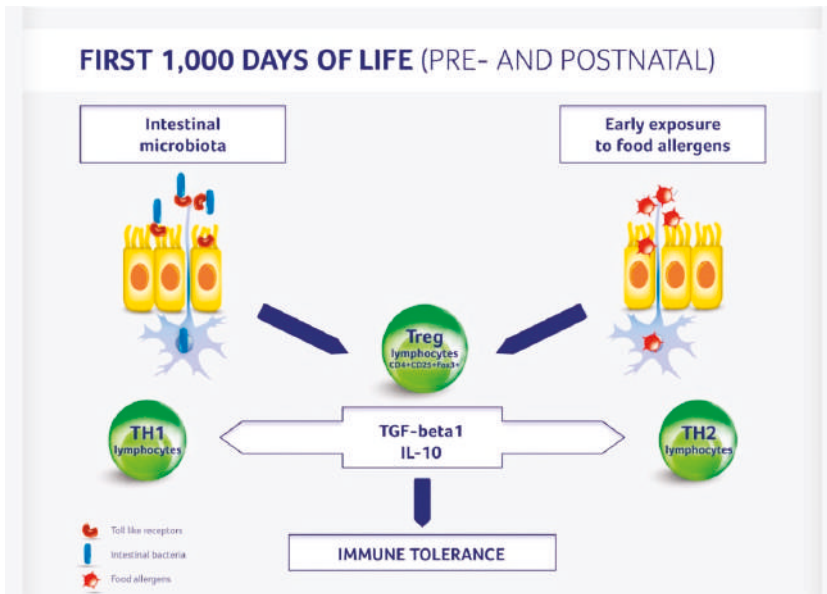 FIRST 1,000 DAYS OF LIFE (PRE- AND POSTNATAL)
Intestinal
microbiota
Early exposure
to food allergens
Treg
lymphocytes
CD4+CD25+Fox3+
TH1
lymphocytes
TGF-beta1
IL-10
TH2
lymphocytes
IMMUNE TOLERANCE
Toll like receptors
Intestinal bacteria
Food allergens